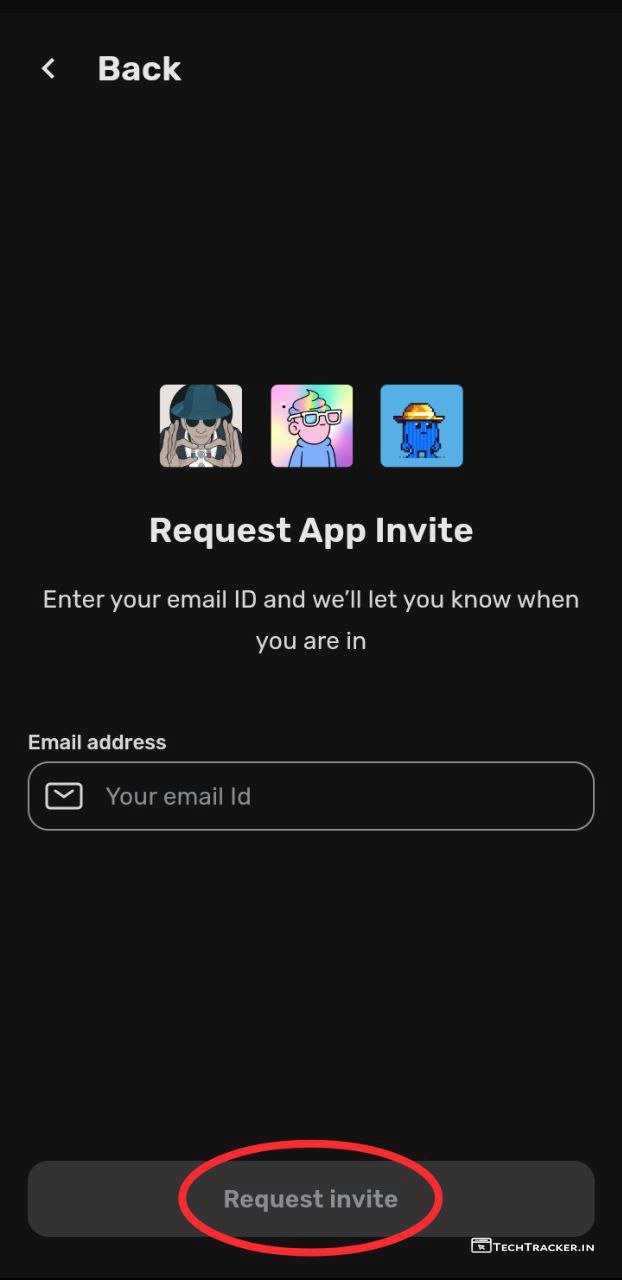 Back
Request App Invite
Enter your email ID and we’ll let you know when
you are in
Email address
Your email Id
Request invite
TechTracker.in